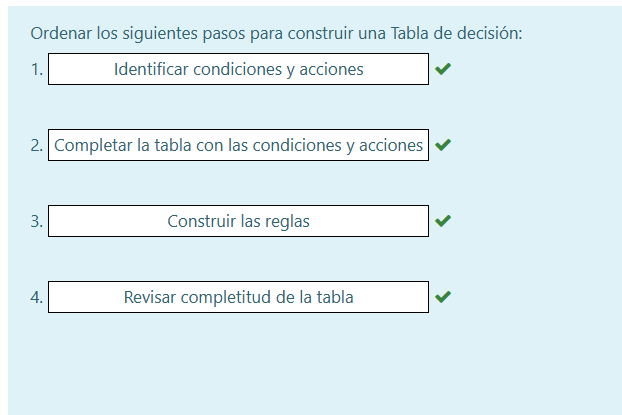 Ordenar los siguientes pasos para construir una Tabla de decisión:
1. Identificar condiciones y acciones
2. Completar la tabla con las condiciones y acciones
3. Construir las reglas
4. Revisar completitud de la tabla